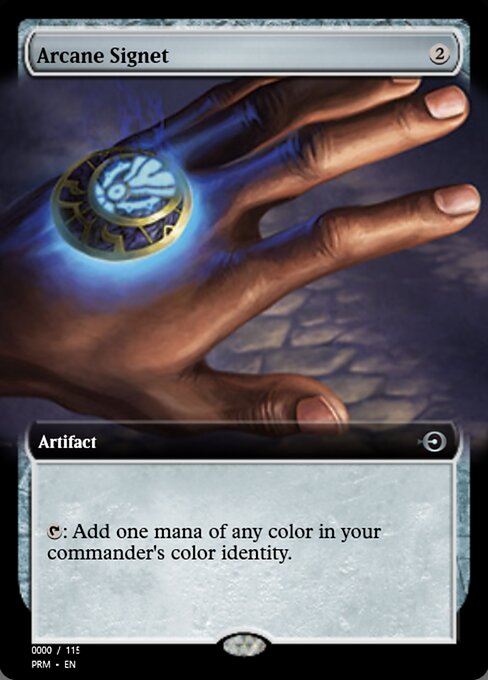 Arcane Signet 2
Artifact
: Add one mana of any color in your
commander's color identity.
0000 / 115
PRM • EN